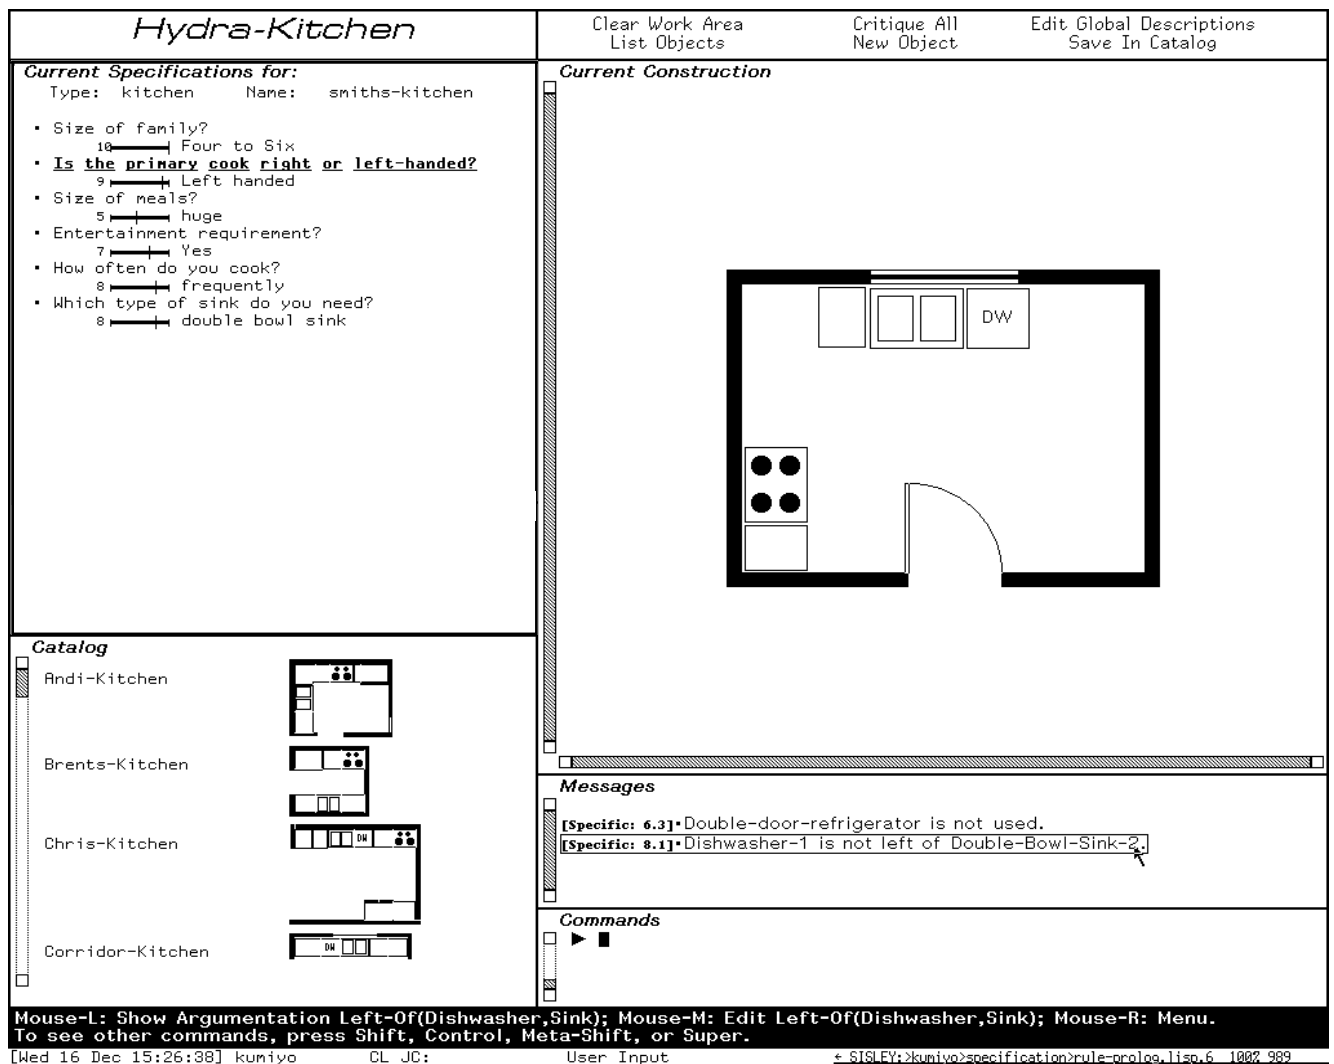 Hydra-Kitchen
Clear Work Area
List Objects
Critique All
New Object
Edit Global Descriptions
Save In Catalog
Current Specifications for:
Type: kitchen Name: smiths-kitchen
• Size of family?
10 Four to Six
• Is the primary cook right or left-handed?
9 Left handed
• Size of meals?
5 huge
• Entertainment requirement?
7 Yes
• How often do you cook?
8 frequently
• Which type of sink do you need?
8 double bowl sink
Current Construction
DW
Catalog
Andi-Kitchen
Brents-Kitchen
Chris-Kitchen
DW
Corridor-Kitchen
DW
Messages
[Specific: 6.3]•Double-door-refrigerator is not used.
[Specific: 8.1]•Dishwasher-1 is not left of Double-Bowl-Sink-2.
Commands
Mouse-L: Show Argumentation Left-Of(Dishwasher,Sink); Mouse-M: Edit Left-Of(Dishwasher,Sink); Mouse-R: Menu.
To see other commands, press Shift, Control, Meta-Shift, or Super.
[Wed 16 Dec 15:26:38] kumiyo CL JC: User Input ← SISLEY:>kumiyo>specification>rule-prolog.lisp.6 100% 989